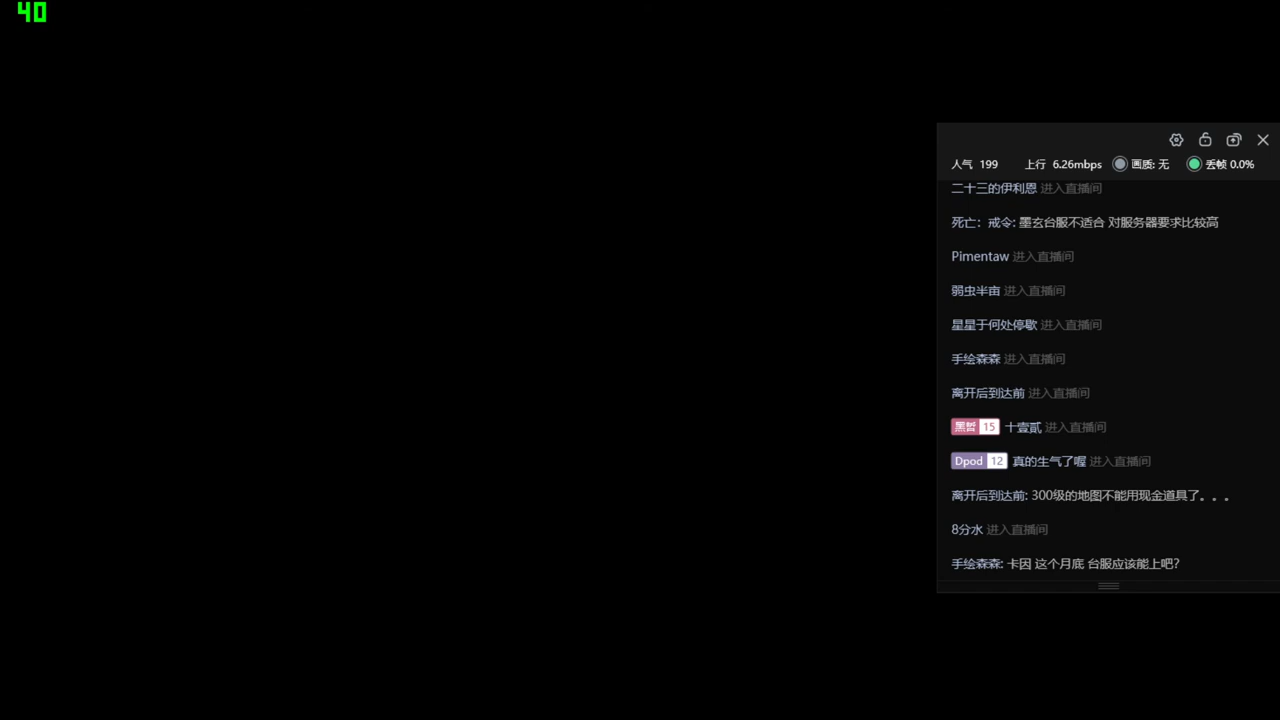 40
人气 199 上行 6.26mbps 画质: 无 丢帧 0.0%
二十三的伊利恩 进入直播间
死亡：戒令: 墨玄台服不适合 对服务器要求比较高
Pimentaw 进入直播间
弱虫半亩 进入直播间
星星于何处停歇 进入直播间
手绘森森 进入直播间
离开后到达前 进入直播间
黑皙 15 十壹貳 进入直播间
Dpod 12 真的生气了喔 进入直播间
离开后到达前: 300级的地图不能用现金道具了。。。
8分水 进入直播间
手绘森森: 卡因 这个月底 台服应该能上吧?